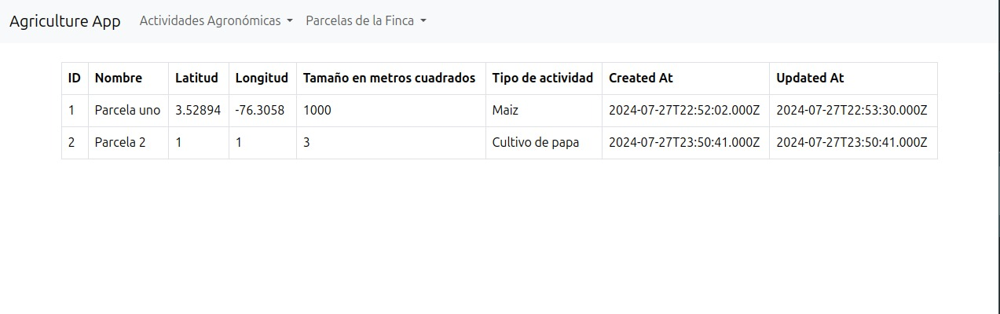 Agriculture App Actividades Agronómicas Parcelas de la Finca
ID Nombre Latitud Longitud Tamaño en metros cuadrados Tipo de actividad Created At Updated At
1 Parcela uno 3.52894 -76.3058 1000 Maiz 2024-07-27T22:52:02.000Z 2024-07-27T22:53:30.000Z
2 Parcela 2 1 1 3 Cultivo de papa 2024-07-27T23:50:41.000Z 2024-07-27T23:50:41.000Z